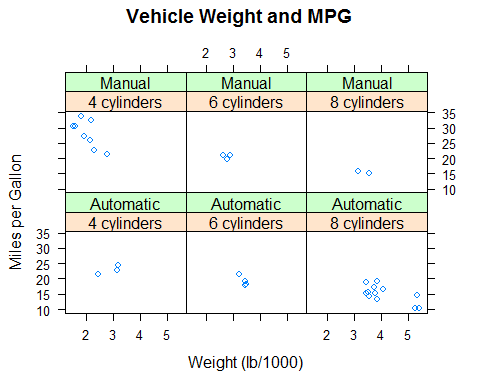 Vehicle Weight and MPG
2 3 4 5
Manual Manual Manual
4 cylinders 6 cylinders 8 cylinders
35
30
25
20
15
10
Automatic Automatic Automatic
4 cylinders 6 cylinders 8 cylinders
35
30
25
20
15
10
2 3 4 5 2 3 4 5
Miles per Gallon
Weight (lb/1000)